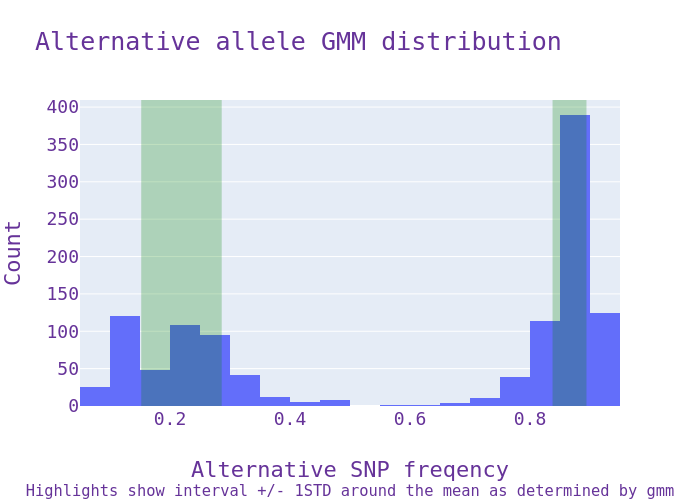 Alternative allele GMM distribution
Count
400
350
300
250
200
150
100
50
0
0.2 0.4 0.6 0.8
Alternative SNP freqency
Highlights show interval +/- 1STD around the mean as determined by gmm